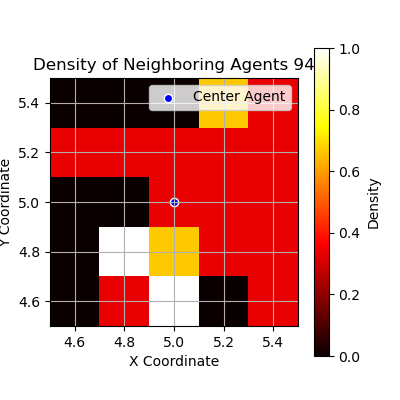 Density of Neighboring Agents 94
Center Agent
5.4
5.2
5.0
4.8
4.6
4.6 4.8 5.0 5.2 5.4
X Coordinate
Y Coordinate
1.0
0.8
0.6
0.4
0.2
0.0
Density